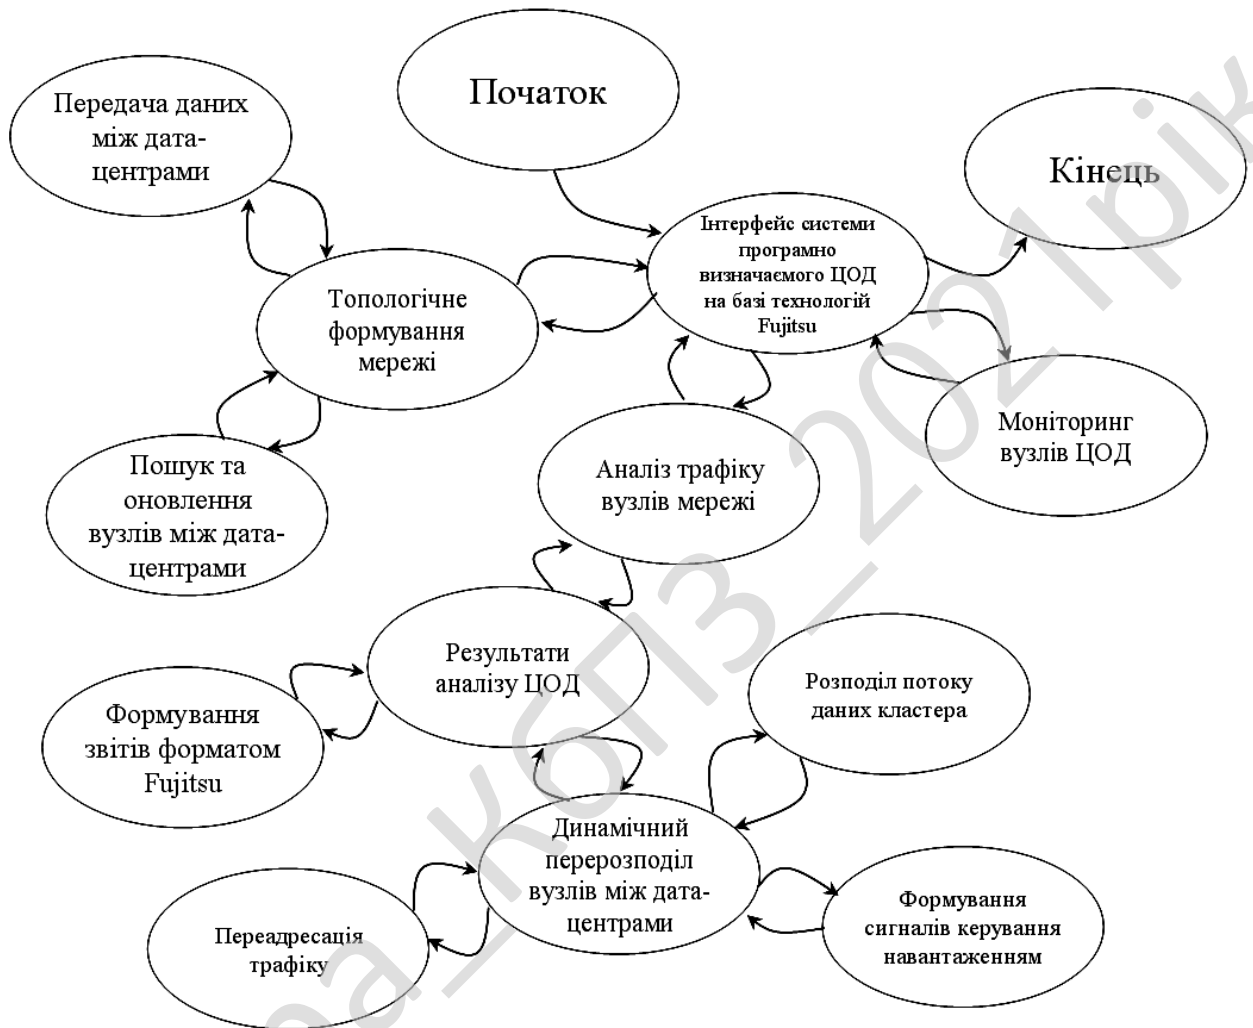 Початок
Передача даних
між дата-
центрами
Кінець
Інтерфейс системи
програмно
визначаємого ЦОД
на базі технологій
Fujitsu
Топологічне
формування
мережі
Моніторинг
вузлів ЦОД
Пошук та
оновлення
вузлів між дата-
центрами
Аналіз трафіку
вузлів мережі
Результати
аналізу ЦОД
Розподіл потоку
даних кластера
Формування
звітів форматом
Fujitsu
Динамічний
перерозподіл
вузлів між дата-
центрами
Переадресація
трафіку
Формування
сигналів керування
навантаженням
ра_КбПЗ_2021рік